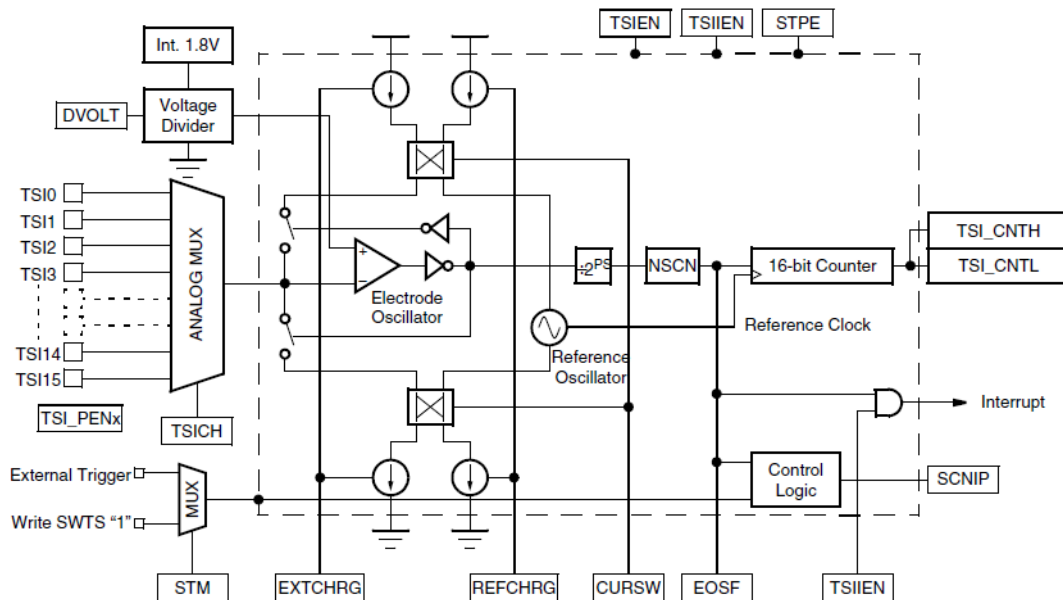 TSIEN
TSIIEN
STPE
Int. 1.8V
DVOLT
Voltage
Divider
TSI0
TSI1
TSI2
TSI3
TSI14
TSI15
ANALOG MUX
TSI_PENx
TSICH
+
−
Electrode
Oscillator
÷2PS
NSCN
16-bit Counter
TSI_CNTH
TSI_CNTL
Reference Clock
Reference
Oscillator
Interrupt
External Trigger
Write SWTS “1”
MUX
Control
Logic
SCNIP
STM
EXTCHRG
REFCHRG
CURSW
EOSF
TSIIEN